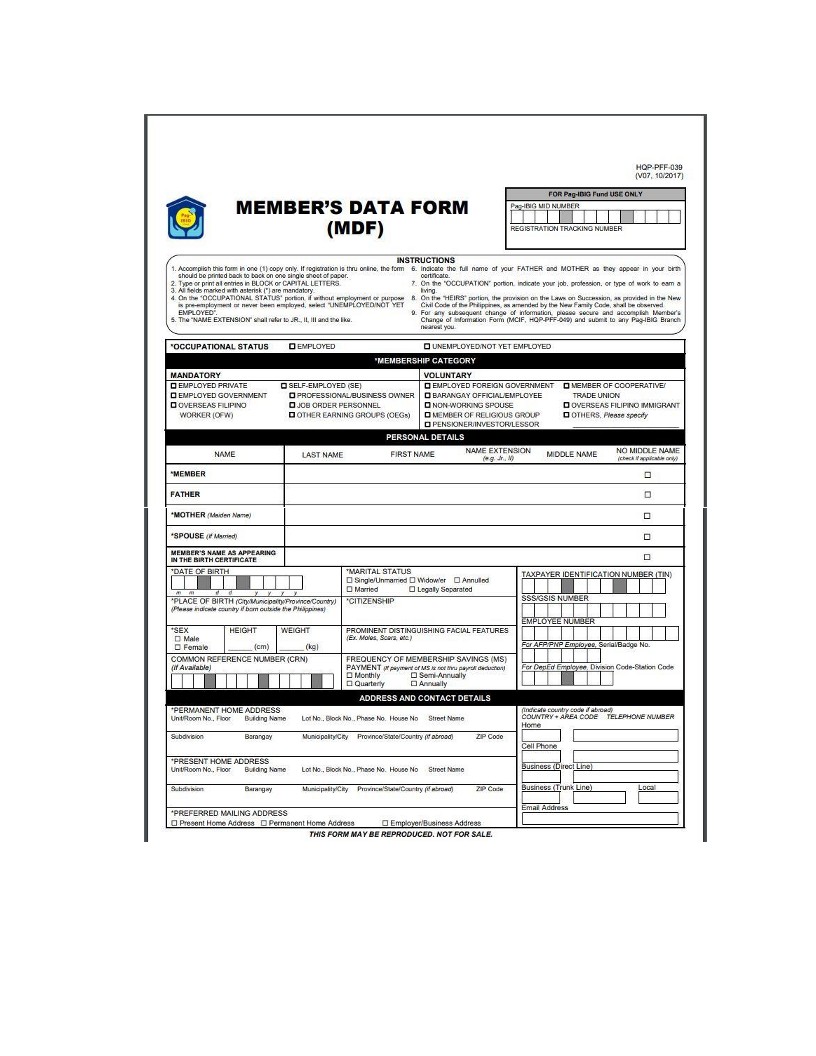 HQP-PFF-039
(V07, 10/2017)
FOR Pag-IBIG Fund USE ONLY
Pag-IBIG MID NUMBER
REGISTRATION TRACKING NUMBER
Pag
IBIG
MEMBER'S DATA FORM
(MDF)
INSTRUCTIONS
1. Accomplish this form in one (1) copy only. If registration is thru online, the form
should be printed back to back on one single sheet of paper.
2. Type or print all entries in BLOCK or CAPITAL LETTERS.
3. All fields marked with asterisk (*) are mandatory.
4. On the "OCCUPATIONAL STATUS" portion, if without employment or purpose
is pre-employment or never been employed, select "UNEMPLOYED/NOT YET
EMPLOYED".
5. The "NAME EXTENSION" shall refer to JR., II, III and the like.
6. Indicate the full name of your FATHER and MOTHER as they appear in your birth
certificate.
7. On the "OCCUPATION" portion, indicate your job, profession, or type of work to earn a
living.
8. On the "HEIRS" portion, the provision on the Laws on Succession, as provided in the New
Civil Code of the Philippines, as amended by the New Family Code, shall be observed.
9. For any subsequent change of information, please secure and accomplish Member's
Change of Information Form (MCIF, HQP-PFF-049) and submit to any Pag-IBIG Branch
nearest you.
*OCCUPATIONAL STATUS ☐ EMPLOYED ☐ UNEMPLOYED/NOT YET EMPLOYED
*MEMBERSHIP CATEGORY
MANDATORY
☐ EMPLOYED PRIVATE ☐ SELF-EMPLOYED (SE)
☐ EMPLOYED GOVERNMENT ☐ PROFESSIONAL/BUSINESS OWNER
☐ OVERSEAS FILIPINO ☐ JOB ORDER PERSONNEL
WORKER (OFW) ☐ OTHER EARNING GROUPS (OEGs)
VOLUNTARY
☐ EMPLOYED FOREIGN GOVERNMENT ☐ MEMBER OF COOPERATIVE/
☐ BARANGAY OFFICIAL/EMPLOYEE TRADE UNION
☐ NON-WORKING SPOUSE ☐ OVERSEAS FILIPINO IMMIGRANT
☐ MEMBER OF RELIGIOUS GROUP ☐ OTHERS, Please specify
☐ PENSIONER/INVESTOR/LESSOR
PERSONAL DETAILS
NAME LAST NAME FIRST NAME NAME EXTENSION (e.g. Jr., II) MIDDLE NAME NO MIDDLE NAME (check if applicable only)
*MEMBER ☐
FATHER ☐
*MOTHER (Maiden Name) ☐
*SPOUSE (If Married) ☐
MEMBER'S NAME AS APPEARING
IN THE BIRTH CERTIFICATE ☐
*DATE OF BIRTH
m m d d y y y y
*MARITAL STATUS
☐ Single/Unmarried ☐ Widow/er ☐ Annulled
☐ Married ☐ Legally Separated
TAXPAYER IDENTIFICATION NUMBER (TIN)
*PLACE OF BIRTH (City/Municipality/Province/Country)
(Please indicate country if born outside the Philippines)
*CITIZENSHIP
SSS/GSIS NUMBER
EMPLOYEE NUMBER
*SEX
☐ Male
☐ Female
HEIGHT
______ (cm)
WEIGHT
______ (kg)
PROMINENT DISTINGUISHING FACIAL FEATURES
(Ex. Moles, Scars, etc.)
For AFP/PNP Employee, Serial/Badge No.
COMMON REFERENCE NUMBER (CRN)
(If Available)
FREQUENCY OF MEMBERSHIP SAVINGS (MS)
PAYMENT (if payment of MS is not thru payroll deduction)
☐ Monthly ☐ Semi-Annually
☐ Quarterly ☐ Annually
For DepEd Employee, Division Code-Station Code
ADDRESS AND CONTACT DETAILS
*PERMANENT HOME ADDRESS
Unit/Room No., Floor Building Name Lot No., Block No., Phase No. House No Street Name
Subdivision Barangay Municipality/City Province/State/Country (if abroad) ZIP Code
*PRESENT HOME ADDRESS
Unit/Room No., Floor Building Name Lot No., Block No., Phase No. House No Street Name
Subdivision Barangay Municipality/City Province/State/Country (if abroad) ZIP Code
*PREFERRED MAILING ADDRESS
☐ Present Home Address ☐ Permanent Home Address ☐ Employer/Business Address
(Indicate country code if abroad)
COUNTRY + AREA CODE TELEPHONE NUMBER
Home
Cell Phone
Business (Direct Line)
Business (Trunk Line) Local
Email Address
THIS FORM MAY BE REPRODUCED. NOT FOR SALE.